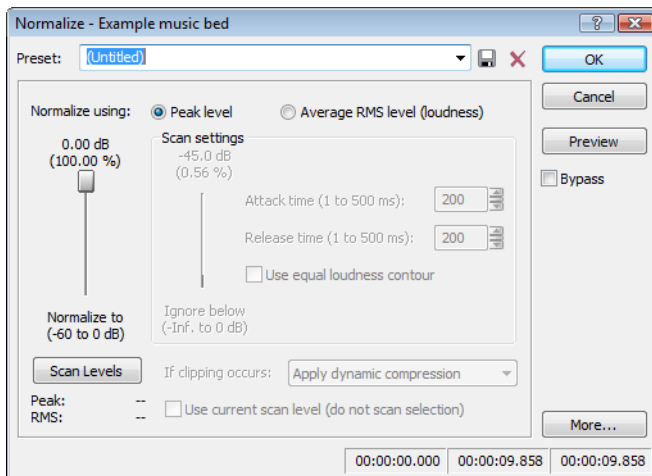 Normalize - Example music bed
Preset: (Untitled)
OK
Cancel
Preview
Bypass
Normalize using: Peak level Average RMS level (loudness)
0.00 dB
(100.00 %)
Normalize to
(-60 to 0 dB)
Scan settings
-45.0 dB
(0.56 %)
Attack time (1 to 500 ms): 200
Release time (1 to 500 ms): 200
Use equal loudness contour
Ignore below
(-Inf. to 0 dB)
Scan Levels
If clipping occurs: Apply dynamic compression
Peak: --
RMS: --
Use current scan level (do not scan selection)
More...
00:00:00.000 00:00:09.858 00:00:09.858